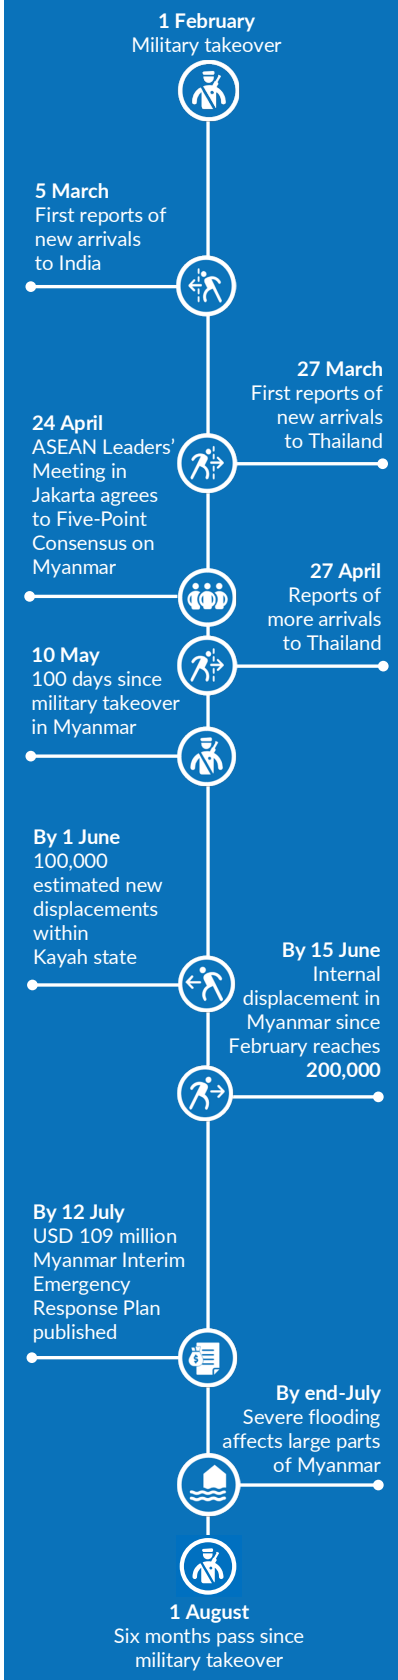 1 February
Military takeover
5 March
First reports of
new arrivals
to India
27 March
First reports of
new arrivals
to Thailand
24 April
ASEAN Leaders’
Meeting in
Jakarta agrees
to Five-Point
Consensus on
Myanmar
27 April
Reports of
more arrivals
to Thailand
10 May
100 days since
military takeover
in Myanmar
By 1 June
100,000
estimated new
displacements
within
Kayah state
By 15 June
Internal
displacement in
Myanmar since
February reaches
200,000
By 12 July
USD 109 million
Myanmar Interim
Emergency
Response Plan
published
$
By end-July
Severe flooding
affects large parts
of Myanmar
1 August
Six months pass since
military takeover